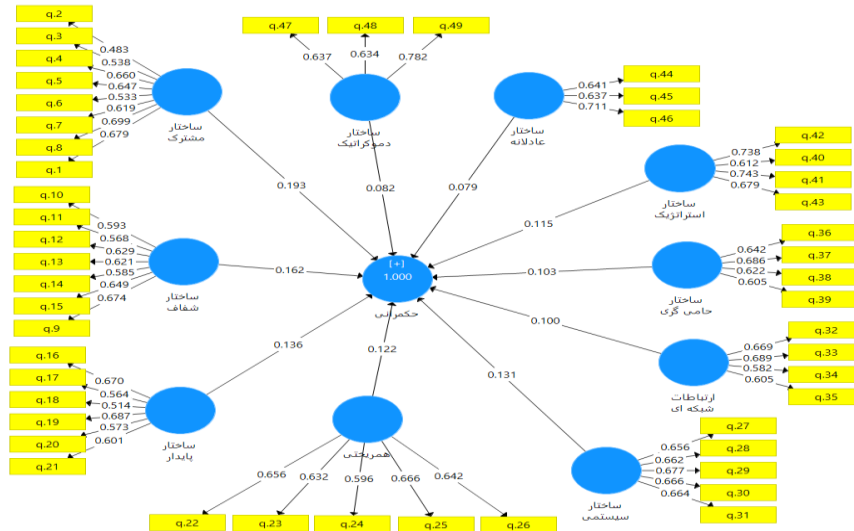 q.2
q.3
q.4
q.5
q.6
q.7
q.8
q.1
0.483
0.538
0.660
0.647
0.533
0.619
0.699
0.679
ساختار
مشترک
0.193
q.47
q.48
q.49
0.637
0.634
0.782
ساختار
دموکراتیک
0.082
q.44
q.45
q.46
0.641
0.637
0.711
ساختار
عادلانه
0.079
q.42
q.40
q.41
q.43
0.738
0.612
0.743
0.679
ساختار
استراتژیک
0.115
q.10
q.11
q.12
q.13
q.14
q.15
q.9
0.593
0.568
0.629
0.621
0.585
0.649
0.674
ساختار
شفاف
0.162
[+]
1.000
حکمرانی
q.36
q.37
q.38
q.39
0.642
0.686
0.622
0.605
ساختار
حامی گری
0.103
q.32
q.33
q.34
q.35
0.669
0.689
0.582
0.605
ارتباطات
شبکه ای
0.100
q.16
q.17
q.18
q.19
q.20
q.21
0.670
0.564
0.514
0.687
0.573
0.601
ساختار
پایدار
0.136
همریختی
0.122
0.656
0.632
0.596
0.666
0.642
q.22
q.23
q.24
q.25
q.26
q.27
q.28
q.29
q.30
q.31
0.656
0.662
0.677
0.666
0.664
ساختار
سیستمی
0.131